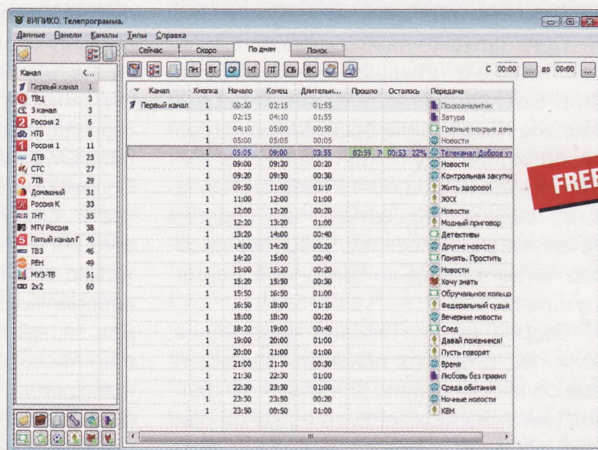 ВИПИКО. Телепрограмма.
Данные Панели Каналы Типы Справка
Сейчас Скоро По дням Поиск
ПН ВТ СР ЧТ ПТ СБ ВС С 00:00 ... до 00:00 ...
Канал <...
Первый канал 1
ТВЦ 3
3 канал 3
Россия 2 6
НТВ 8
Россия 1 11
ДТВ 23
СТС 27
7ТВ 29
Домашний 31
Россия К 33
ТНТ 35
MTV Россия 38
Пятый канал Г 40
ТВ3 46
РЕН 49
МУЗ-ТВ 51
2x2 60
Канал Кнопка Начало Конец Длительн... Прошло Осталось Передача
Первый канал 1 00:20 02:15 01:55 Психоаналитик
1 02:15 04:10 01:55 Затура
1 04:10 05:00 00:50 Грязные мокрые день
1 05:00 05:05 00:05 Новости
1 05:05 09:00 03:55 02:59 7 00:53 22% Телеканал Доброе ут
1 09:00 09:20 00:20 Новости
1 09:20 09:50 00:30 Контрольная закупка
1 09:50 11:00 01:10 Жить здорово!
1 11:00 12:00 01:00 ЖКХ
1 12:00 12:20 00:20 Новости
1 12:20 13:20 01:00 Модный приговор
1 13:20 14:00 00:40 Детективы
1 14:00 14:20 00:20 Другие новости
1 14:20 15:00 00:40 Понять. Простить
1 15:00 15:20 00:20 Новости
1 15:20 15:50 00:30 Хочу знать
1 15:50 16:50 01:00 Обручальное кольцо
1 16:50 18:00 01:10 Федеральный судья
1 18:00 18:20 00:20 Вечерние новости
1 18:20 19:00 00:40 След
1 19:00 20:00 01:00 Давай поженимся!
1 20:00 21:00 01:00 Пусть говорят
1 21:00 21:30 00:30 Время
1 21:30 22:30 01:00 Любовь без правил
1 22:30 23:30 01:00 Среда обитания
1 23:30 23:50 00:20 Ночные новости
1 23:50 00:50 01:00 КВН
FREE